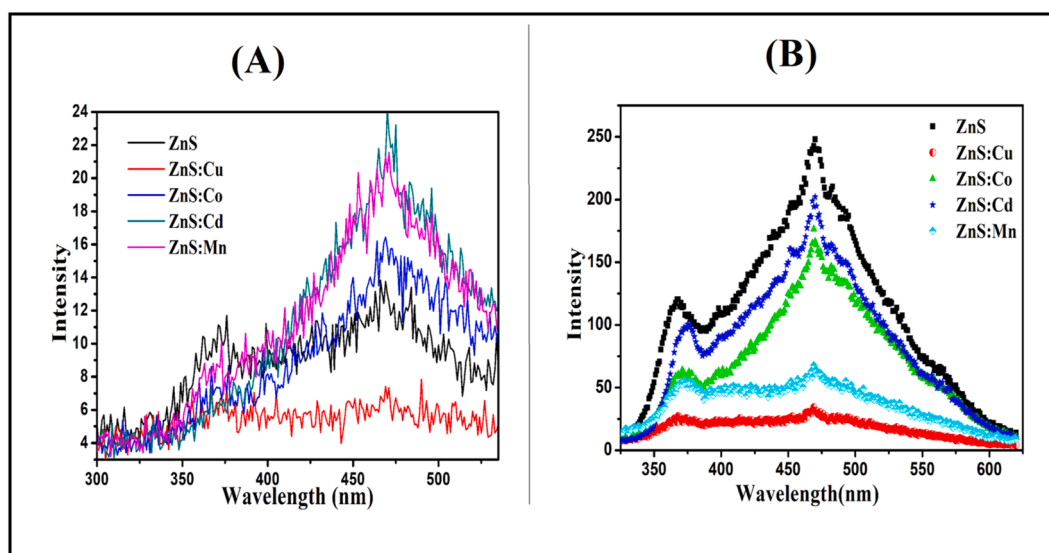 (A)
(B)
24
22
20
18
16
14
12
10
8
6
4
Intensity
ZnS
ZnS:Cu
ZnS:Co
ZnS:Cd
ZnS:Mn
300
350
400
450
500
Wavelength (nm)
250
200
150
100
50
0
Intensity
ZnS
ZnS:Cu
ZnS:Co
ZnS:Cd
ZnS:Mn
350
400
450
500
550
600
Wavelength(nm)